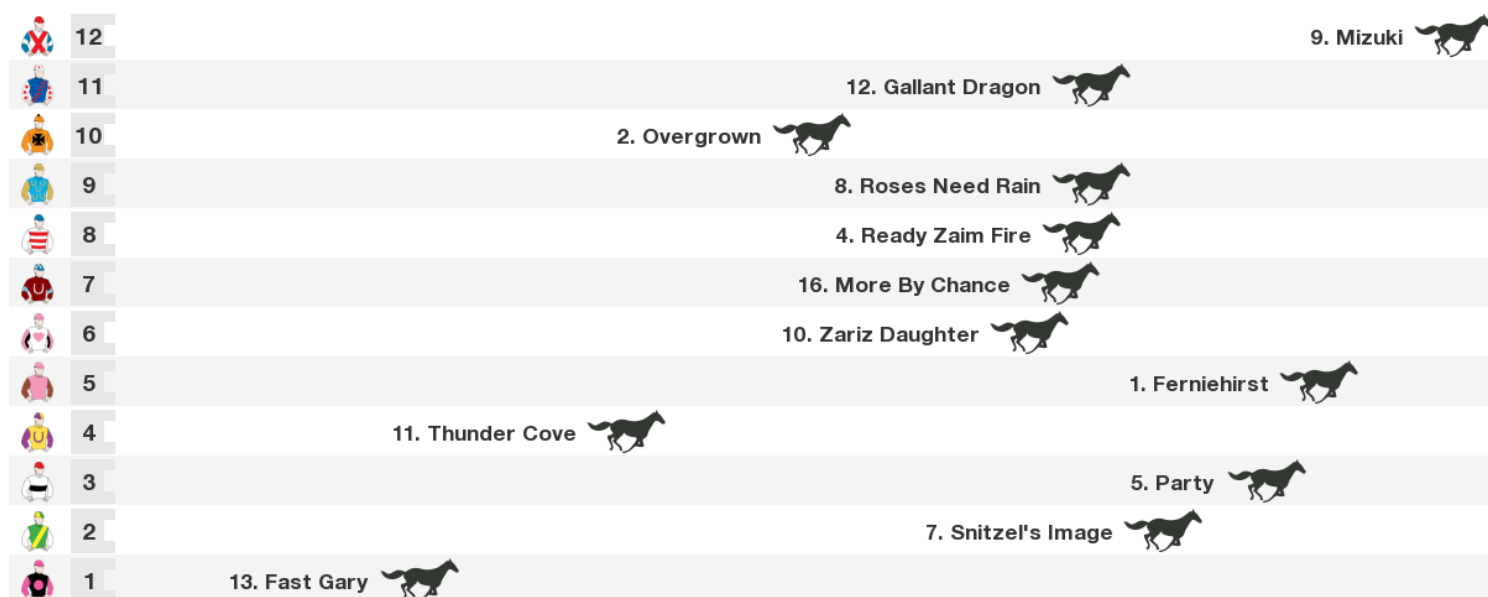 12 9. Mizuki
11 12. Gallant Dragon
10 2. Overgrown
9 8. Roses Need Rain
8 4. Ready Zaim Fire
7 16. More By Chance
6 10. Zariz Daughter
5 1. Ferniehirst
4 11. Thunder Cove
3 5. Party
2 7. Snitzel's Image
1 13. Fast Gary